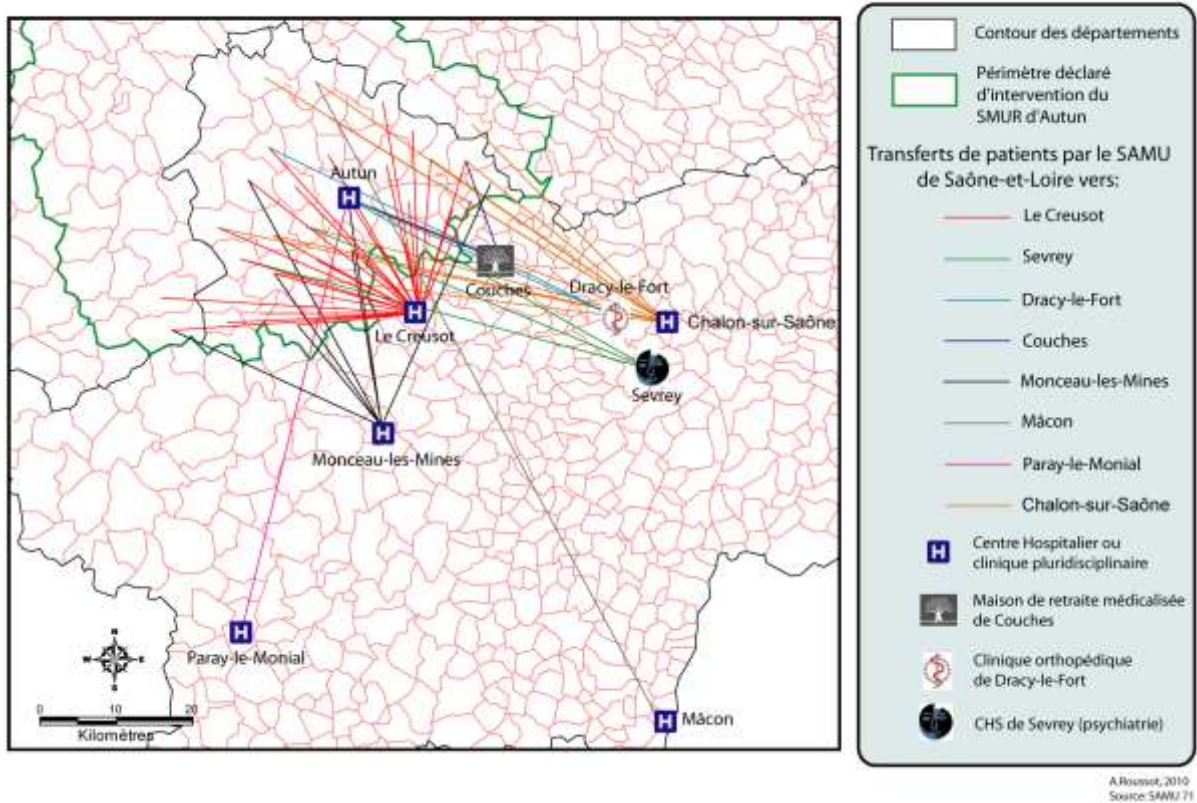 Autun
Couches
Dracy-le-Fort
Le Creusot
Chalon-sur-Saône
Sevrey
Monceau-les-Mines
Paray-le-Monial
Mâcon
N
W E
S
0 10 20
Kilomètres
Contour des départements
Périmètre déclaré
d'intervention du
SMUR d'Autun
Transferts de patients par le SAMU
de Saône-et-Loire vers:
Le Creusot
Sevrey
Dracy-le-Fort
Couches
Monceau-les-Mines
Mâcon
Paray-le-Monial
Chalon-sur-Saône
H
Centre Hospitalier ou
clinique pluridisciplinaire
Maison de retraite médicalisée
de Couches
Clinique orthopédique
de Dracy-le-Fort
CHS de Sevrey (psychiatrie)
A.Roussot, 2010
Source: SAMU 71